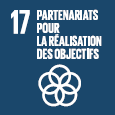 17 PARTENARIATS
POUR
LA RÉALISATION
DES OBJECTIFS